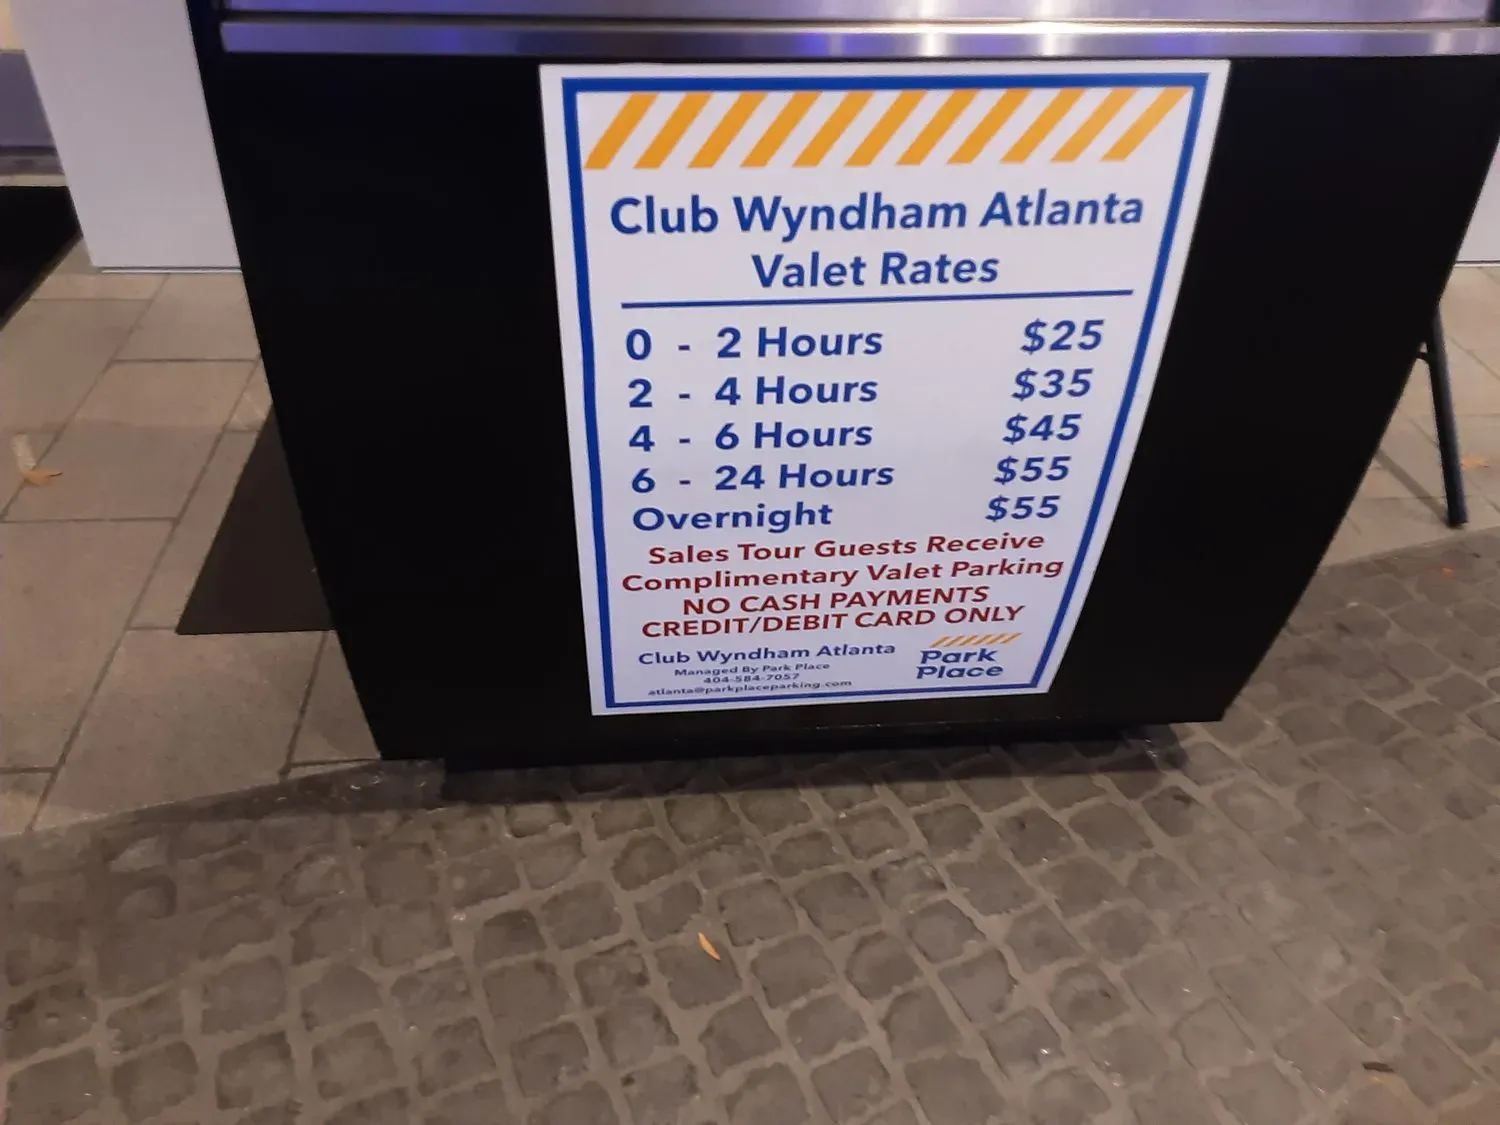 Club Wyndham Atlanta
Valet Rates
0 - 2 Hours $25
2 - 4 Hours $35
4 - 6 Hours $45
6 - 24 Hours $55
Overnight $55
Sales Tour Guests Receive
Complimentary Valet Parking
NO CASH PAYMENTS
CREDIT/DEBIT CARD ONLY
Club Wyndham Atlanta
Managed By Park Place
404-584-7057
atlanta@parkplaceparking.com
Park
Place